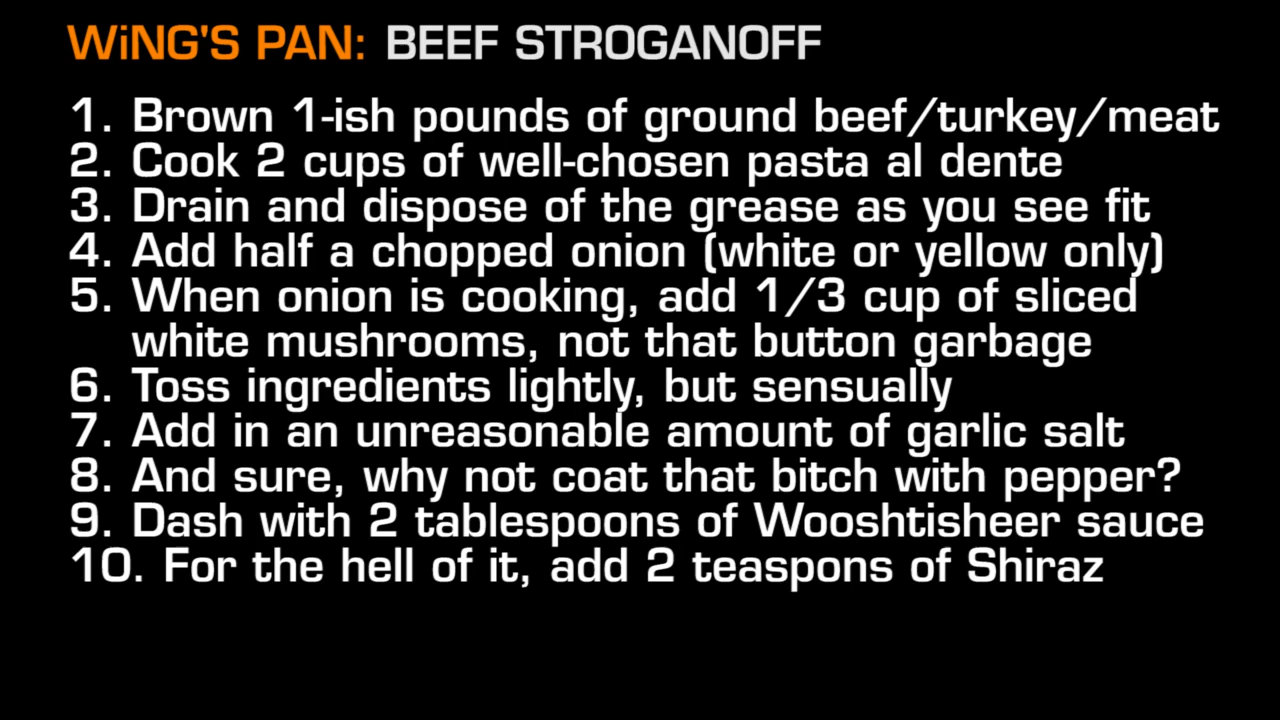 WiNG'S PAN: BEEF STROGANOFF
1. Brown 1-ish pounds of ground beef/turkey/meat
2. Cook 2 cups of well-chosen pasta al dente
3. Drain and dispose of the grease as you see fit
4. Add half a chopped onion (white or yellow only)
5. When onion is cooking, add 1/3 cup of sliced
white mushrooms, not that button garbage
6. Toss ingredients lightly, but sensually
7. Add in an unreasonable amount of garlic salt
8. And sure, why not coat that bitch with pepper?
9. Dash with 2 tablespoons of Wooshtisheer sauce
10. For the hell of it, add 2 teaspons of Shiraz